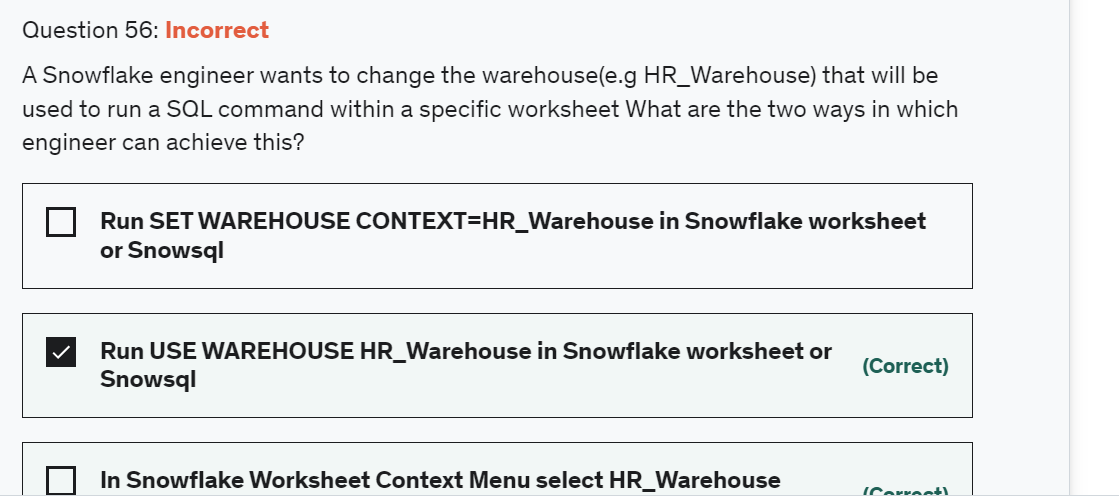 Question 56: Incorrect
A Snowflake engineer wants to change the warehouse(e.g HR_Warehouse) that will be
used to run a SQL command within a specific worksheet What are the two ways in which
engineer can achieve this?
Run SET WAREHOUSE CONTEXT=HR_Warehouse in Snowflake worksheet
or Snowsql
Run USE WAREHOUSE HR_Warehouse in Snowflake worksheet or
Snowsql
(Correct)
In Snowflake Worksheet Context Menu select HR_Warehouse
(Correct)